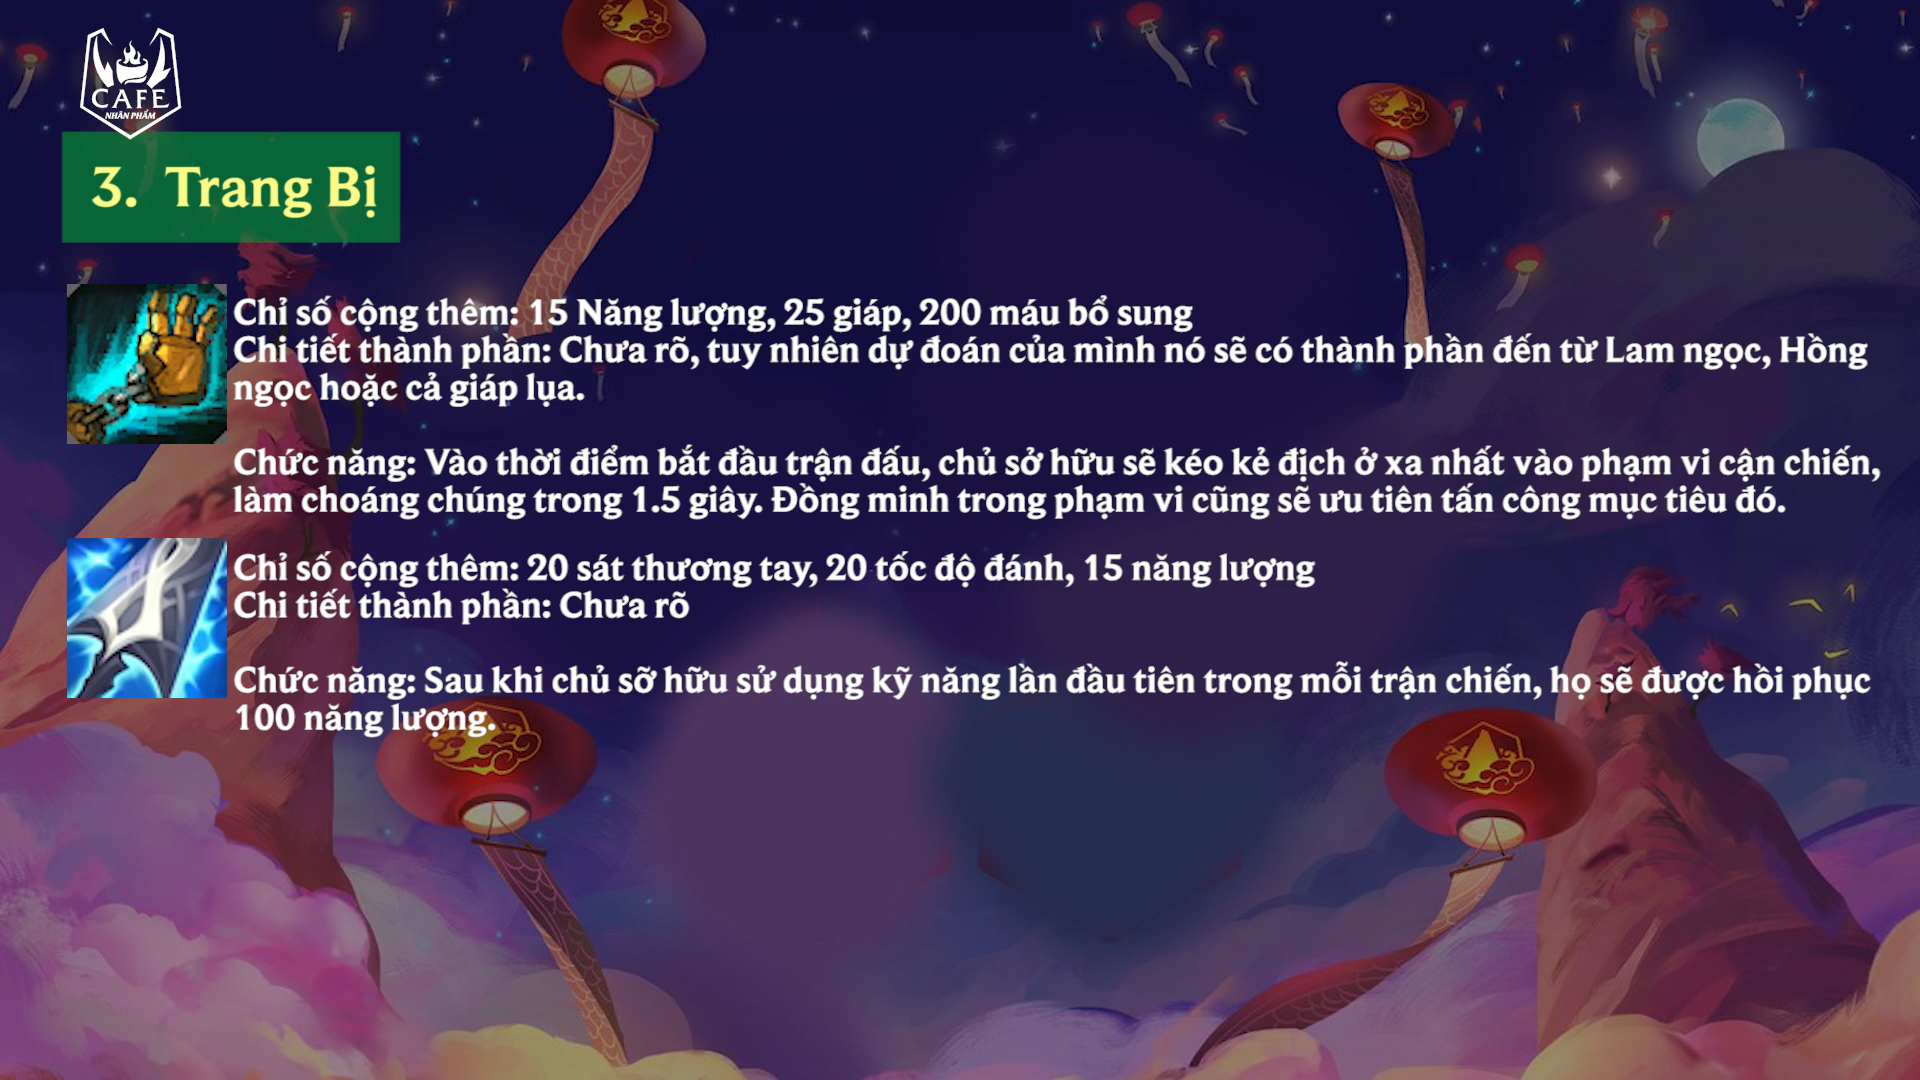 CAFE
NHÂN PHẨM
3. Trang Bị
Chỉ số cộng thêm: 15 Năng lượng, 25 giáp, 200 máu bổ sung
Chi tiết thành phần: Chưa rõ, tuy nhiên dự đoán của mình nó sẽ có thành phần đến từ Lam ngọc, Hồng
ngọc hoặc cả giáp lụa.
Chức năng: Vào thời điểm bắt đầu trận đấu, chủ sở hữu sẽ kéo kẻ địch ở xa nhất vào phạm vi cận chiến,
làm choáng chúng trong 1.5 giây. Đồng minh trong phạm vi cũng sẽ ưu tiên tấn công mục tiêu đó.
Chỉ số cộng thêm: 20 sát thương tay, 20 tốc độ đánh, 15 năng lượng
Chi tiết thành phần: Chưa rõ
Chức năng: Sau khi chủ sỡ hữu sử dụng kỹ năng lần đầu tiên trong mỗi trận chiến, họ sẽ được hồi phục
100 năng lượng.